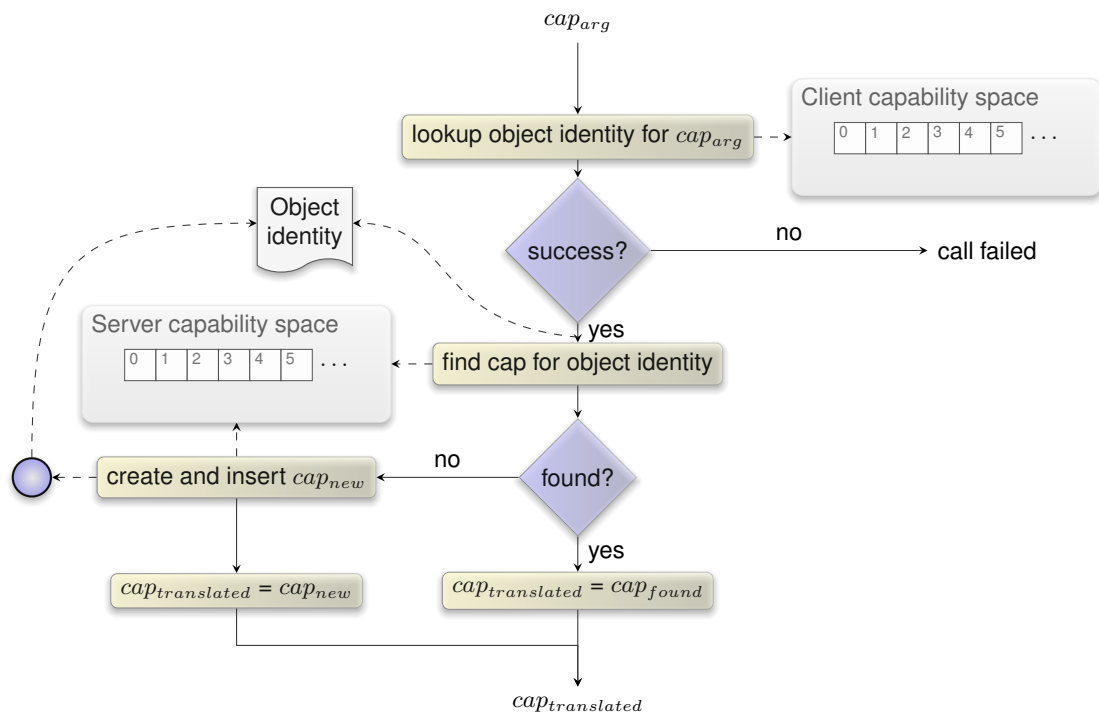 cap_arg
Client capability space
0 1 2 3 4 5 ...
lookup object identity for cap_arg
Object
identity
success?
no
call failed
yes
Server capability space
0 1 2 3 4 5 ...
find cap for object identity
no
found?
create and insert cap_new
yes
cap_translated = cap_new
cap_translated = cap_found
cap_translated